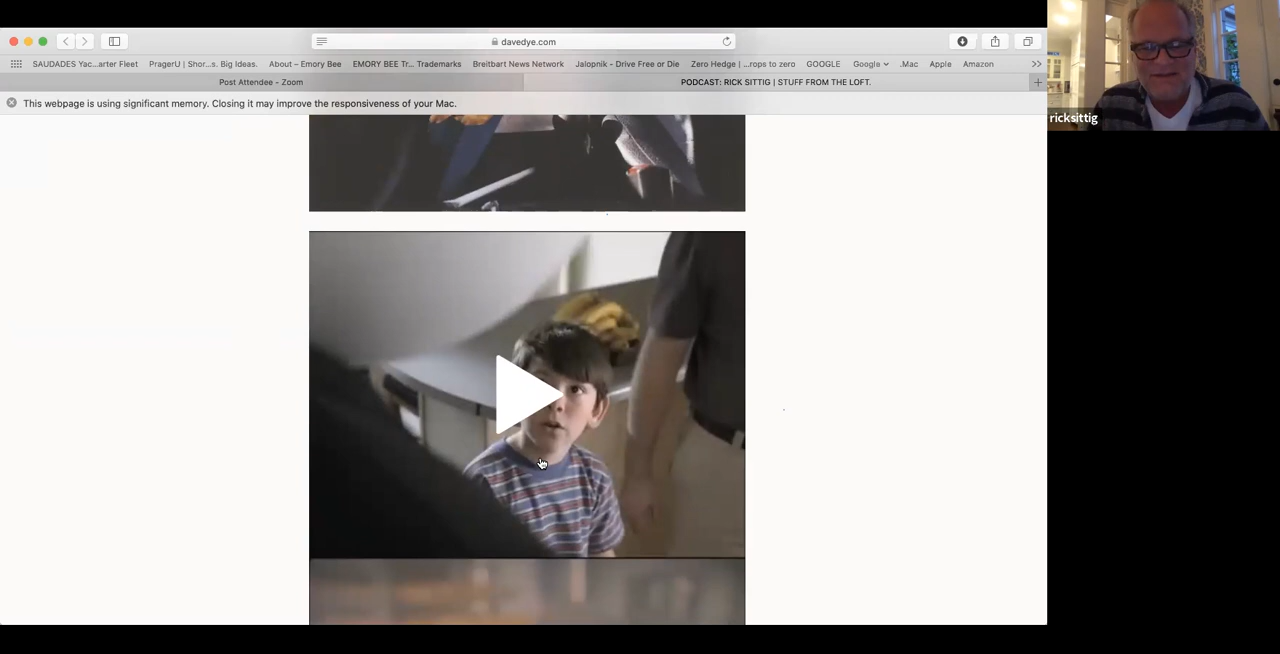 davedye.com
SAUDADES Yac...arter Fleet PragerU | Shor...s. Big Ideas. About – Emory Bee EMORY BEE Tr... Trademarks Breitbart News Network Jalopnik – Drive Free or Die Zero Hedge |...rops to zero GOOGLE Google .Mac Apple Amazon
Post Attendee - Zoom PODCAST: RICK SITTIG | STUFF FROM THE LOFT.
This webpage is using significant memory. Closing it may improve the responsiveness of your Mac.
ricksittig